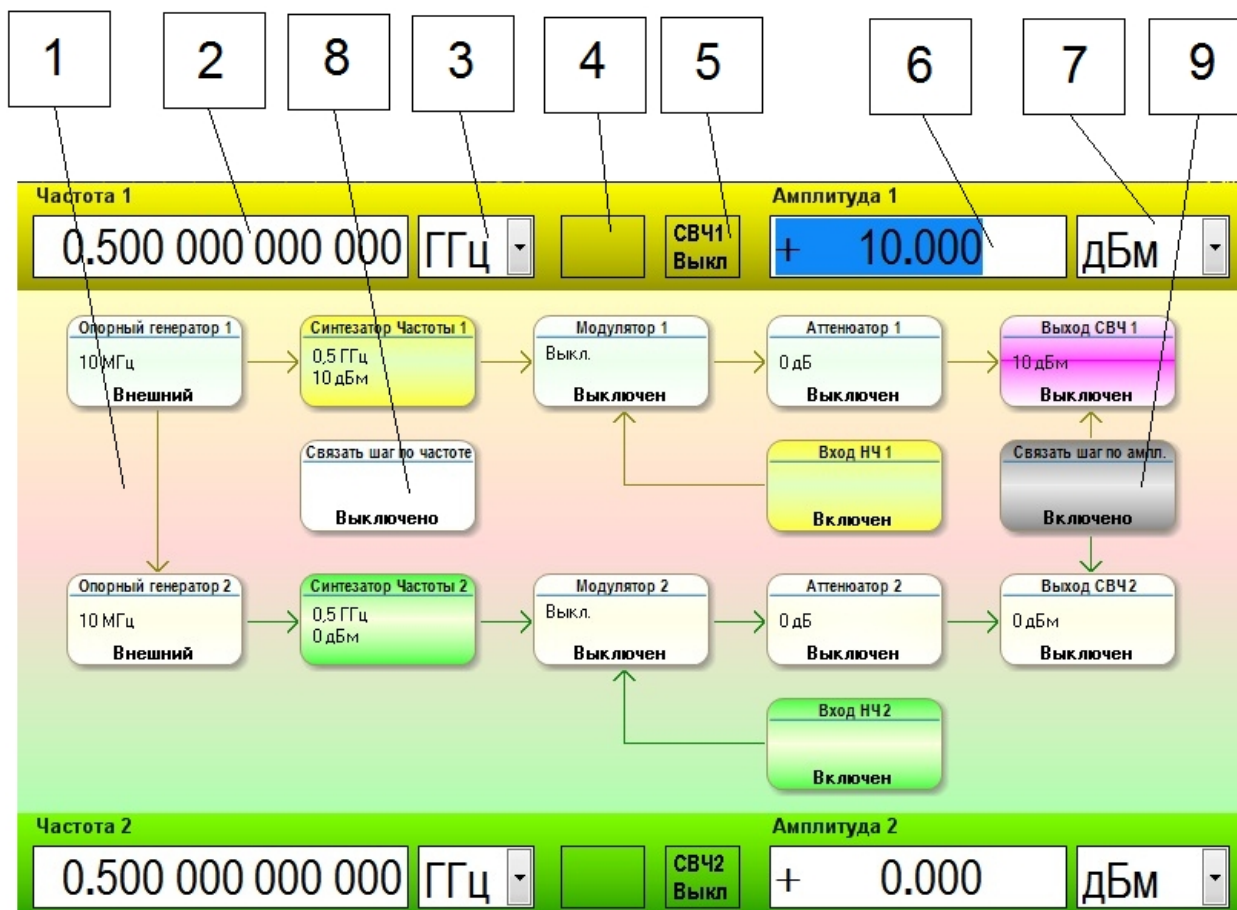 1 2 8 3 4 5 6 7 9
Частота 1 Амплитуда 1
0.500 000 000 000 ГГц СВЧ1 + 10.000 дБм
Выкл
Опорный генератор 1 Синтезатор Частоты 1 Модулятор 1 Аттенюатор 1 Выход СВЧ 1
10 МГц 0,5 ГГц Выкл. 0 дБ 10 дБм
10 дБм
Внешний Выключен Выключен Выключен
Связать шаг по частоте Вход НЧ 1 Связать шаг по ампл.
Выключено Включен Включено
Опорный генератор 2 Синтезатор Частоты 2 Модулятор 2 Аттенюатор 2 Выход СВЧ 2
10 МГц 0,5 ГГц Выкл. 0 дБ 0 дБм
0 дБм
Внешний Выключен Выключен Выключен
Вход НЧ 2
Включен
Частота 2 Амплитуда 2
0.500 000 000 000 ГГц СВЧ2 + 0.000 дБм
Выкл